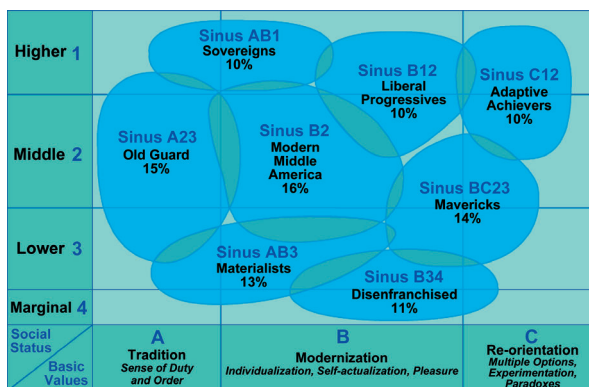 Higher 1
Sinus AB1
Sovereigns
10%
Sinus B12
Liberal
Progressives
10%
Sinus C12
Adaptive
Achievers
10%
Middle 2
Sinus A23
Old Guard
15%
Sinus B2
Modern
Middle
America
16%
Sinus BC23
Mavericks
14%
Lower 3
Sinus AB3
Materialists
13%
Sinus B34
Disenfranchised
11%
Marginal 4
Social
Status
Basic
Values
A
Tradition
Sense of Duty
and Order
B
Modernization
Individualization, Self-actualization, Pleasure
C
Re-orientation
Multiple Options,
Experimentation,
Paradoxes